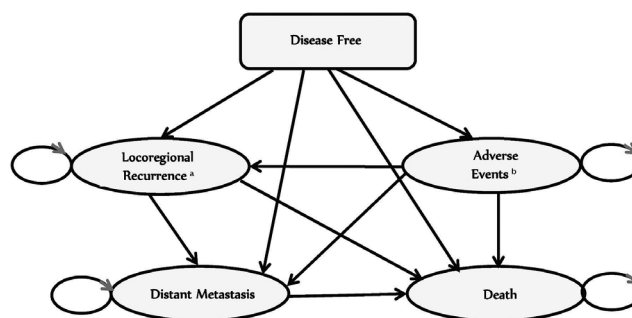 Disease Free
Locoregional
Recurrence a
Adverse
Events b
Distant Metastasis
Death